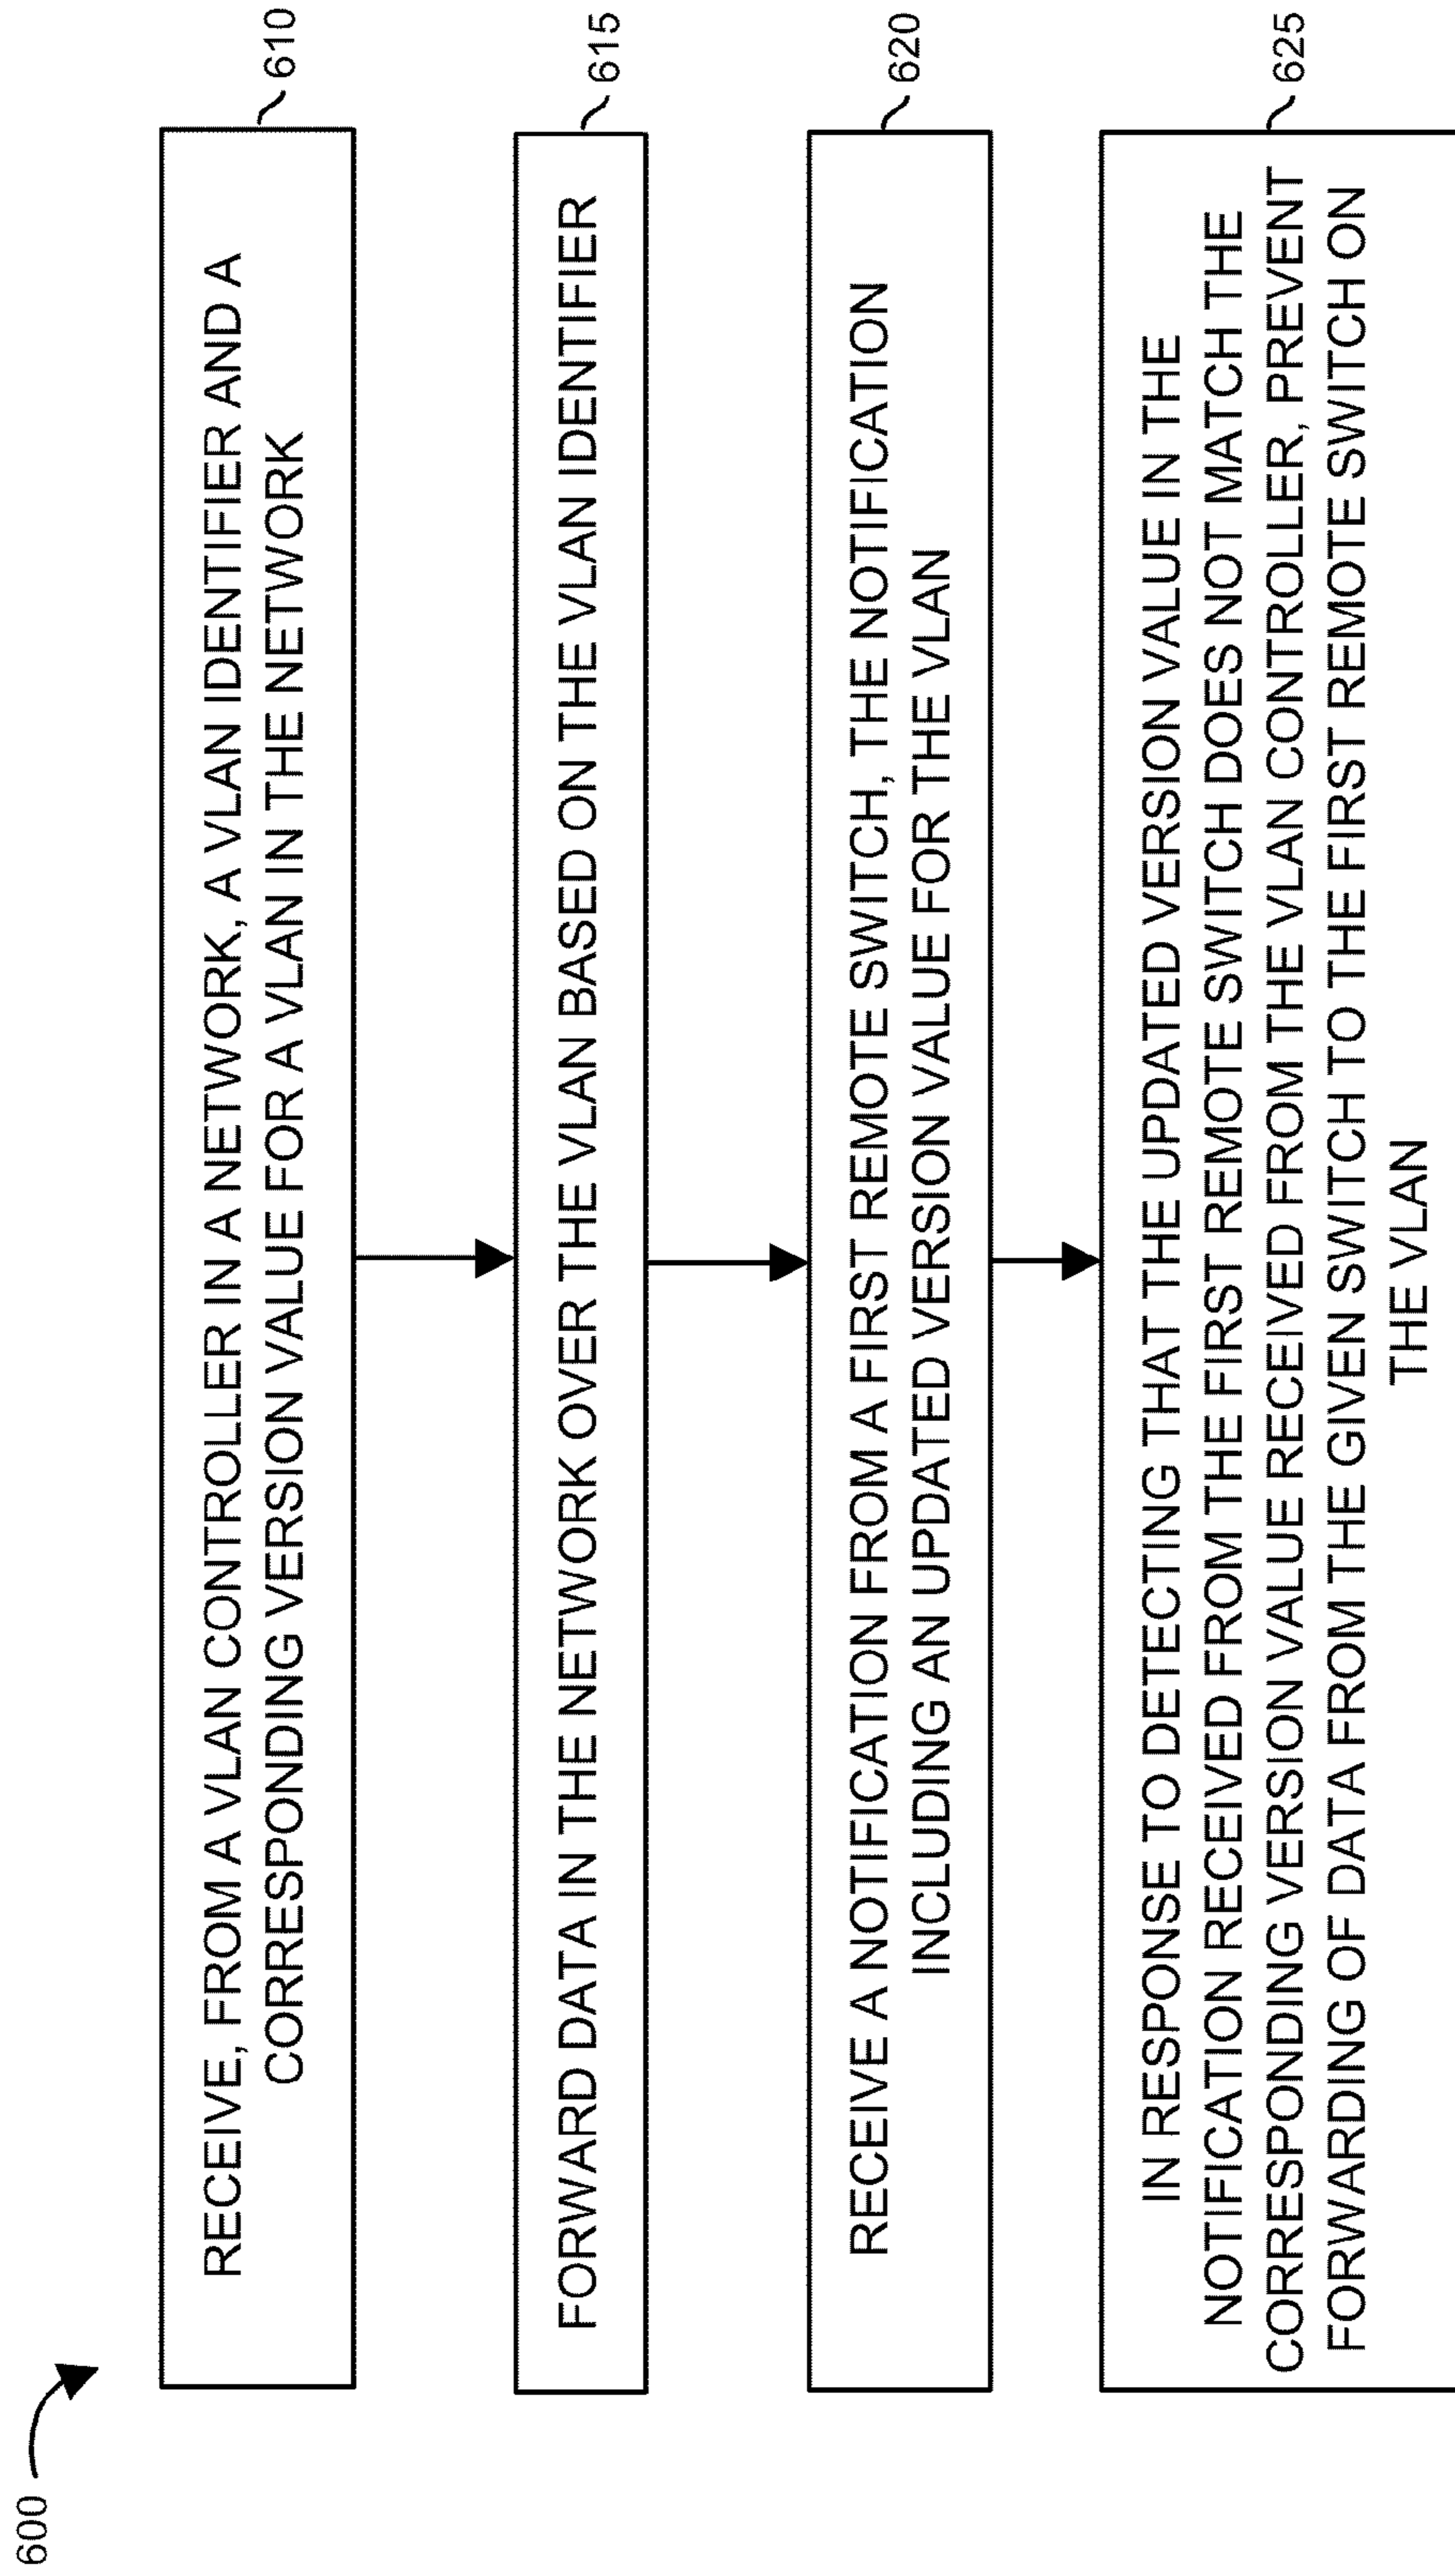 600
RECEIVE, FROM A VLAN CONTROLLER IN A NETWORK, A VLAN IDENTIFIER AND A
CORRESPONDING VERSION VALUE FOR A VLAN IN THE NETWORK
610
FORWARD DATA IN THE NETWORK OVER THE VLAN BASED ON THE VLAN IDENTIFIER
615
RECEIVE A NOTIFICATION FROM A FIRST REMOTE SWITCH, THE NOTIFICATION
INCLUDING AN UPDATED VERSION VALUE FOR THE VLAN
620
IN RESPONSE TO DETECTING THAT THE UPDATED VERSION VALUE IN THE
NOTIFICATION RECEIVED FROM THE FIRST REMOTE SWITCH DOES NOT MATCH THE
CORRESPONDING VERSION VALUE RECEIVED FROM THE VLAN CONTROLLER, PREVENT
FORWARDING OF DATA FROM THE GIVEN SWITCH TO THE FIRST REMOTE SWITCH ON
THE VLAN
625